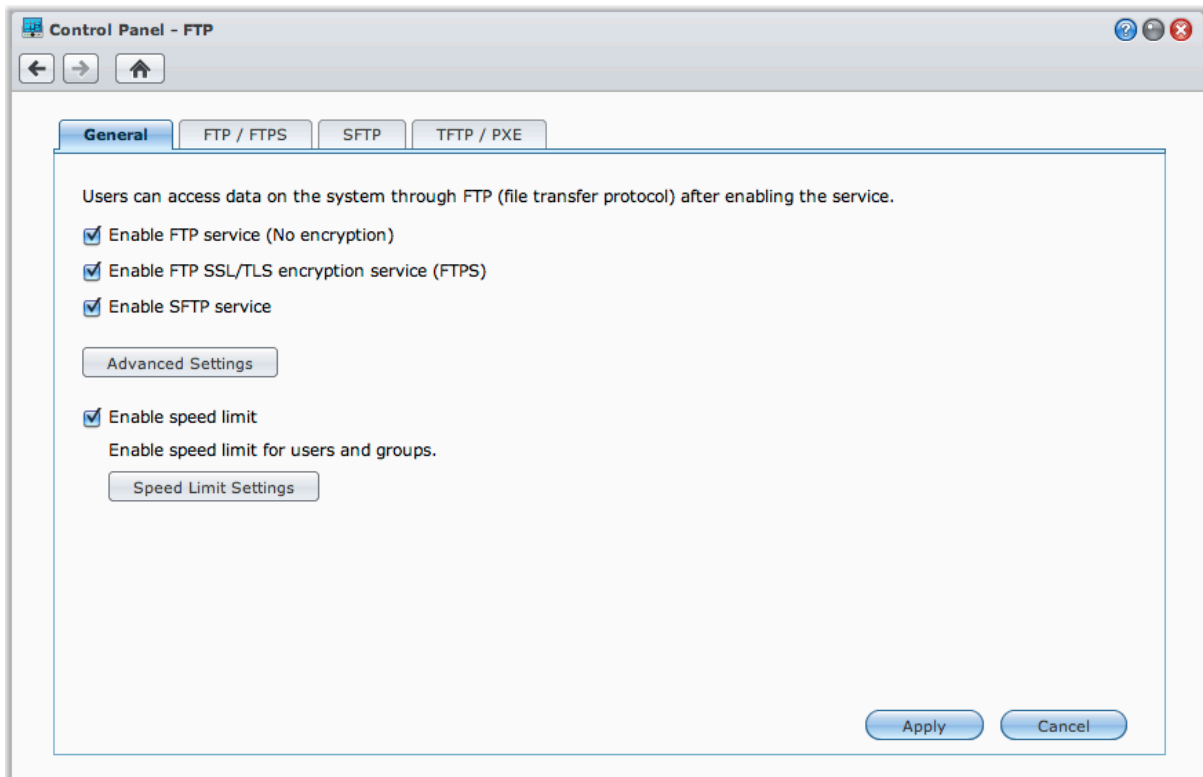 Control Panel - FTP
General
FTP / FTPS
SFTP
TFTP / PXE
Users can access data on the system through FTP (file transfer protocol) after enabling the service.
Enable FTP service (No encryption)
Enable FTP SSL/TLS encryption service (FTPS)
Enable SFTP service
Advanced Settings
Enable speed limit
Enable speed limit for users and groups.
Speed Limit Settings
Apply
Cancel